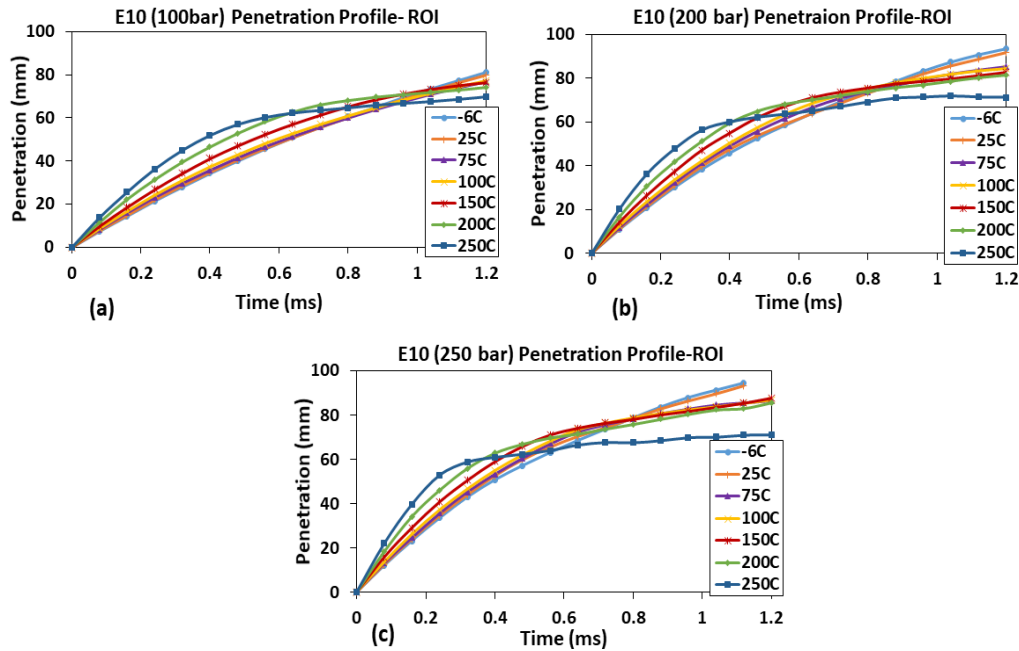 E10 (100bar) Penetration Profile- ROI
Penetration (mm)
100
80
60
40
20
0
0 0.2 0.4 0.6 0.8 1 1.2
Time (ms)
-6C
25C
75C
100C
150C
200C
250C
(a)
E10 (200 bar) Penetraion Profile-ROI
Penetration (mm)
100
80
60
40
20
0
0 0.2 0.4 0.6 0.8 1 1.2
Time (ms)
-6C
25C
75C
100C
150C
200C
250C
(b)
E10 (250 bar) Penetration Profile-ROI
Penetration (mm)
100
80
60
40
20
0
0 0.2 0.4 0.6 0.8 1 1.2
Time (ms)
-6C
25C
75C
100C
150C
200C
250C
(c)